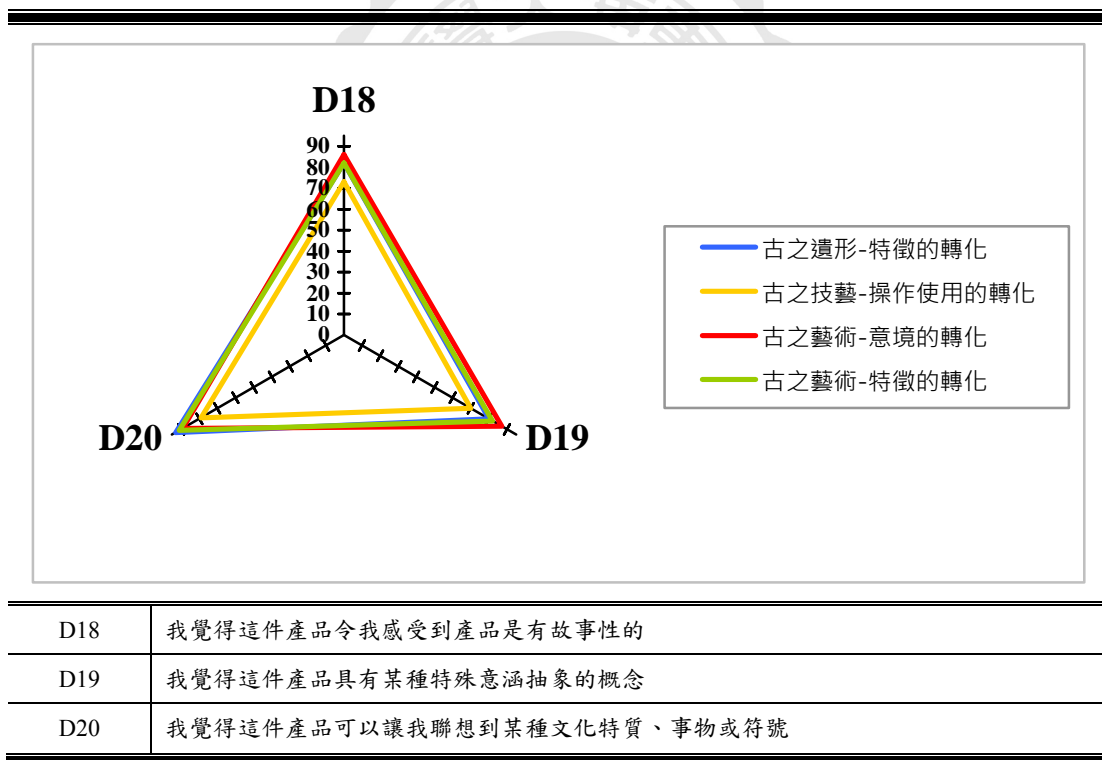 D18
90
80
70
60
50
40
30
20
10
0
D20
D19
古之遺形-特徵的轉化
古之技藝-操作使用的轉化
古之藝術-意境的轉化
古之藝術-特徵的轉化
D18 我覺得這件產品令我感受到產品是有故事性的
D19 我覺得這件產品具有某種特殊意涵抽象的概念
D20 我覺得這件產品可以讓我聯想到某種文化特質、事物或符號